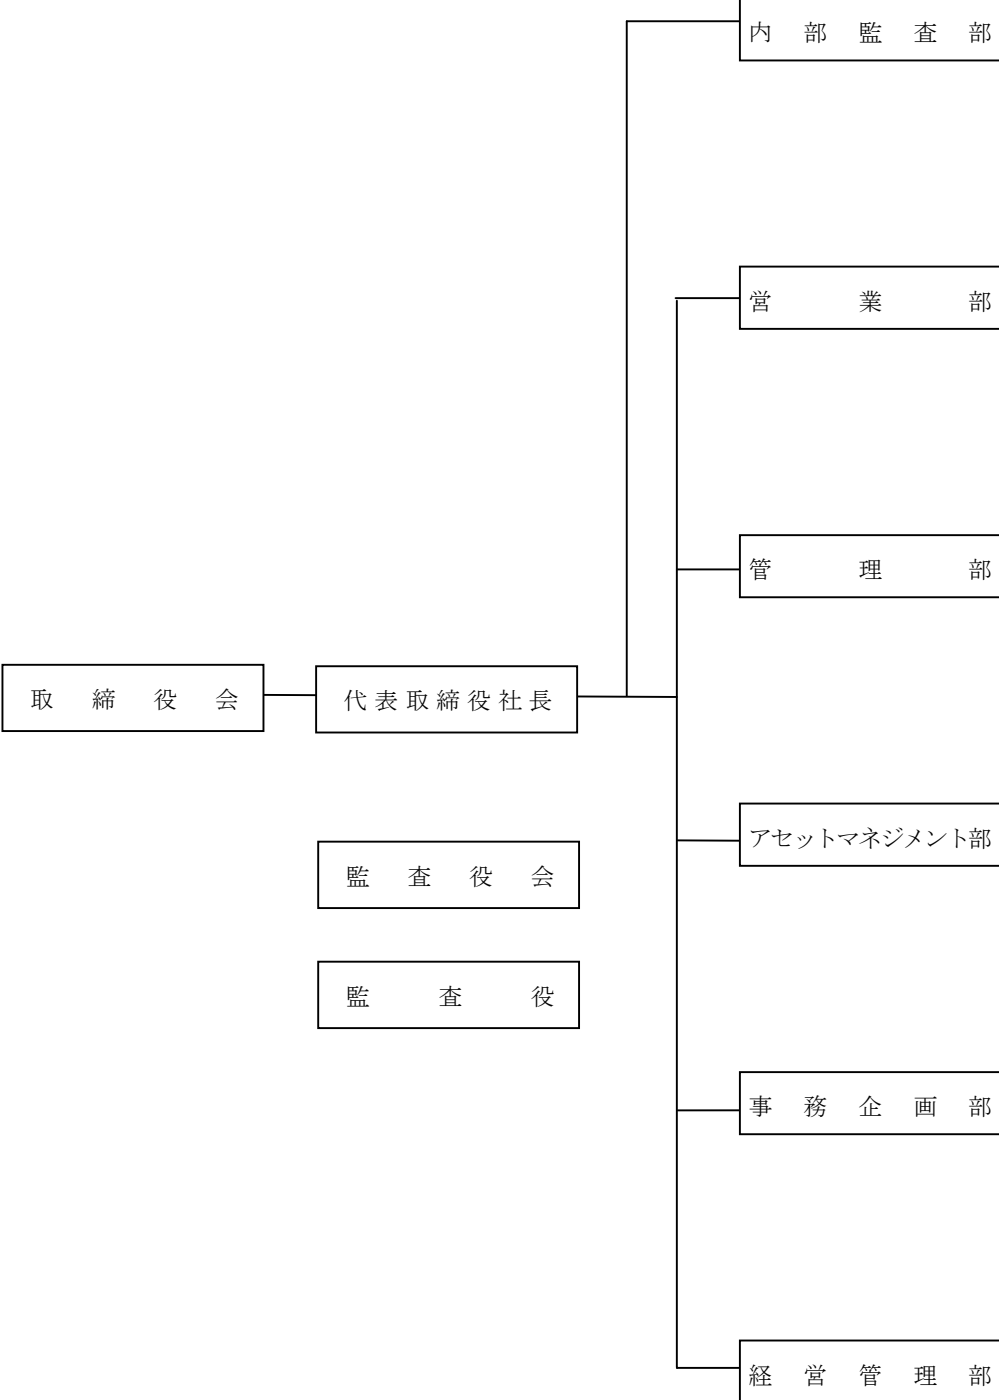 内部監査部
営業部
管理部
取締役会
代表取締役社長
アセットマネジメント部
監査役会
監査役
事務企画部
経営管理部